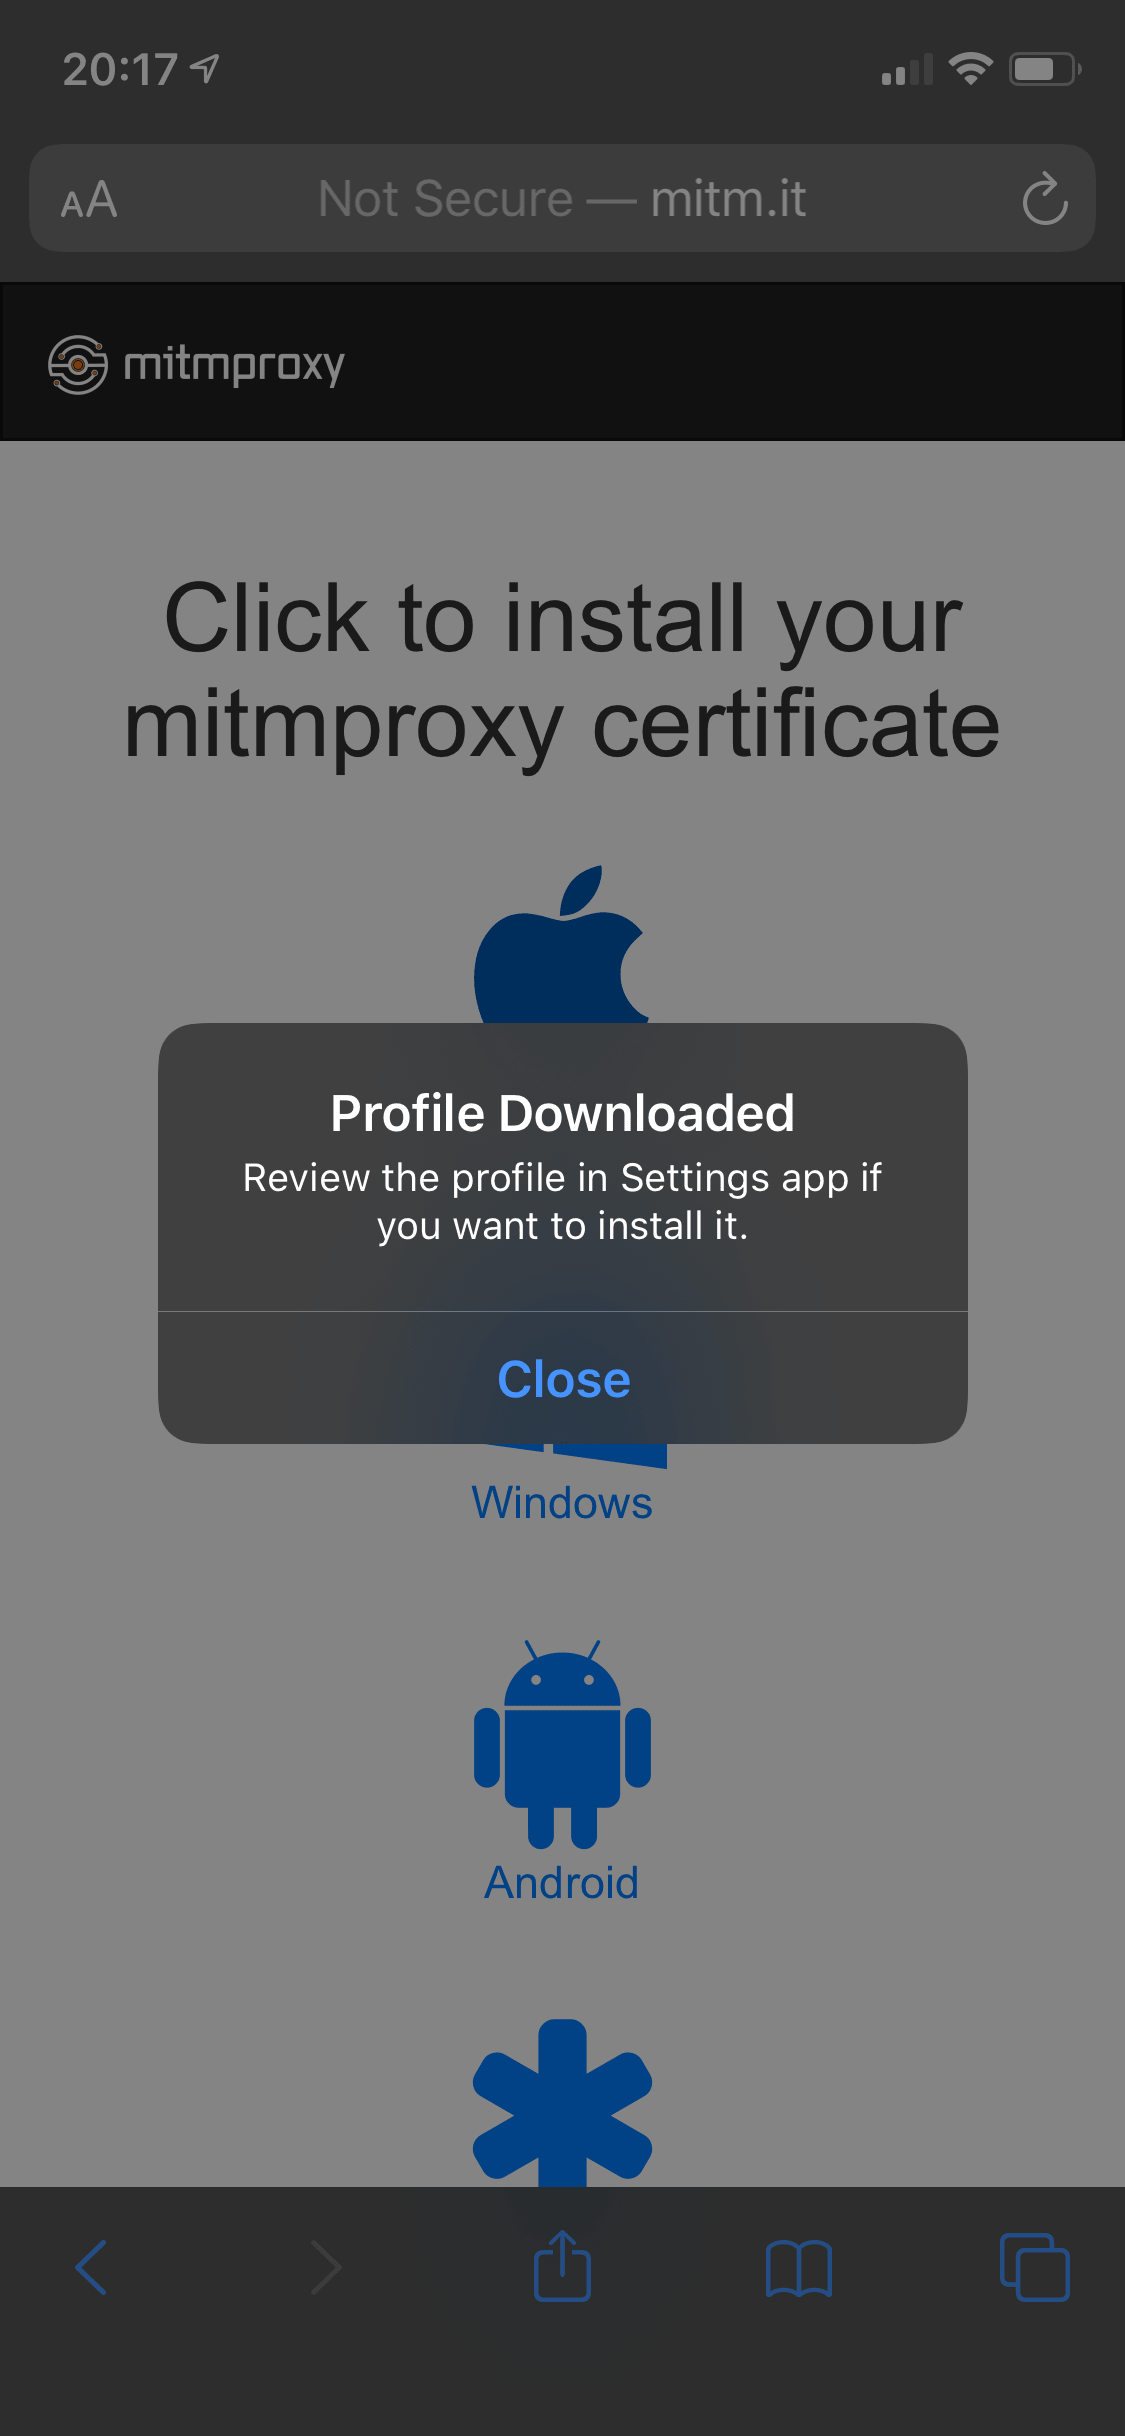 20:17
AA
Not Secure — mitm.it
mitmproxy
Click to install your
mitmproxy certificate
Profile Downloaded
Review the profile in Settings app if
you want to install it.
Close
Windows
Android